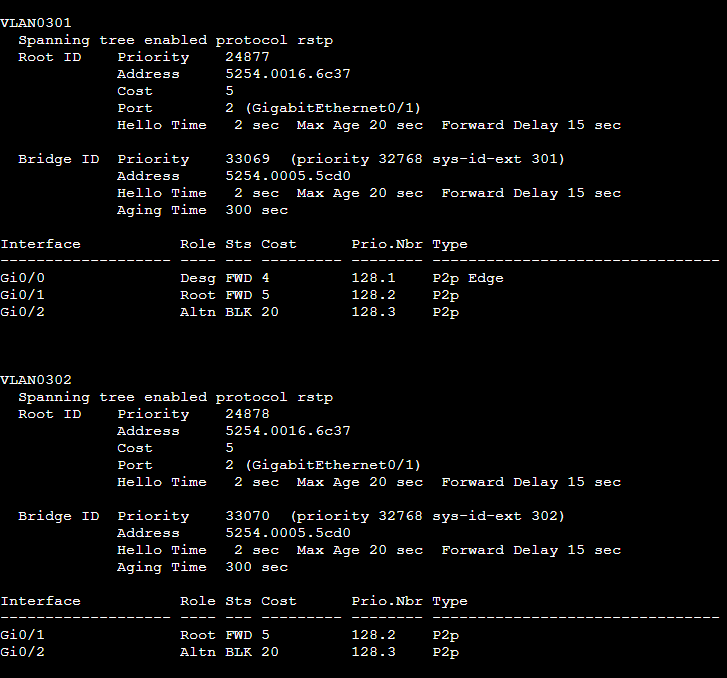 VLAN0301
  Spanning tree enabled protocol rstp
  Root ID    Priority    24877
             Address     5254.0016.6c37
             Cost        5
             Port        2 (GigabitEthernet0/1)
             Hello Time   2 sec  Max Age 20 sec  Forward Delay 15 sec
  Bridge ID  Priority    33069  (priority 32768 sys-id-ext 301)
             Address     5254.0005.5cd0
             Hello Time   2 sec  Max Age 20 sec  Forward Delay 15 sec
             Aging Time  300 sec
Interface           Role Sts Cost      Prio.Nbr Type
------------------- ---- --- --------- -------- --------------------------------
Gi0/0               Desg FWD 4         128.1    P2p Edge
Gi0/1               Root FWD 5         128.2    P2p
Gi0/2               Altn BLK 20        128.3    P2p
VLAN0302
  Spanning tree enabled protocol rstp
  Root ID    Priority    24878
             Address     5254.0016.6c37
             Cost        5
             Port        2 (GigabitEthernet0/1)
             Hello Time   2 sec  Max Age 20 sec  Forward Delay 15 sec
  Bridge ID  Priority    33070  (priority 32768 sys-id-ext 302)
             Address     5254.0005.5cd0
             Hello Time   2 sec  Max Age 20 sec  Forward Delay 15 sec
             Aging Time  300 sec
Interface           Role Sts Cost      Prio.Nbr Type
------------------- ---- --- --------- -------- --------------------------------
Gi0/1               Root FWD 5         128.2    P2p
Gi0/2               Altn BLK 20        128.3    P2p